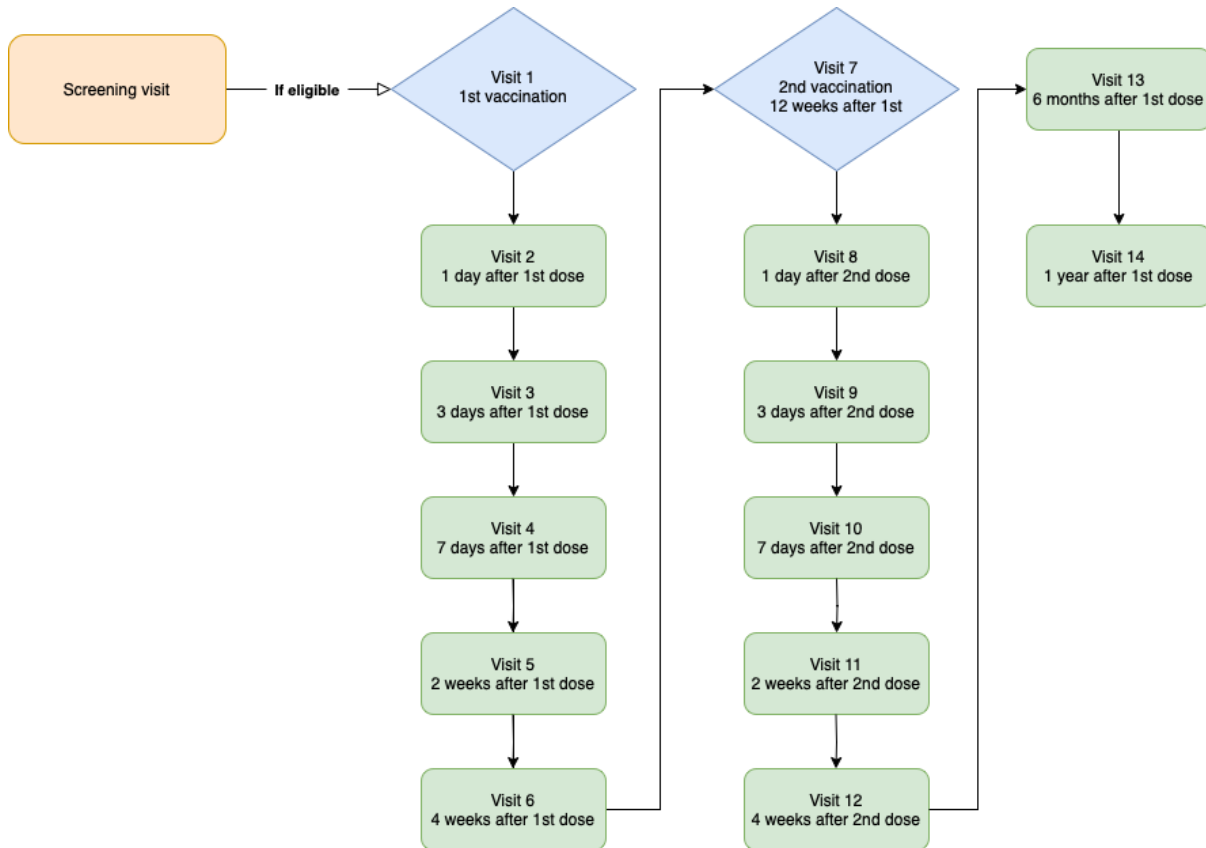 Screening visit
If eligible
Visit 1
1st vaccination
Visit 2
1 day after 1st dose
Visit 3
3 days after 1st dose
Visit 4
7 days after 1st dose
Visit 5
2 weeks after 1st dose
Visit 6
4 weeks after 1st dose
Visit 7
2nd vaccination
12 weeks after 1st
Visit 8
1 day after 2nd dose
Visit 9
3 days after 2nd dose
Visit 10
7 days after 2nd dose
Visit 11
2 weeks after 2nd dose
Visit 12
4 weeks after 2nd dose
Visit 13
6 months after 1st dose
Visit 14
1 year after 1st dose